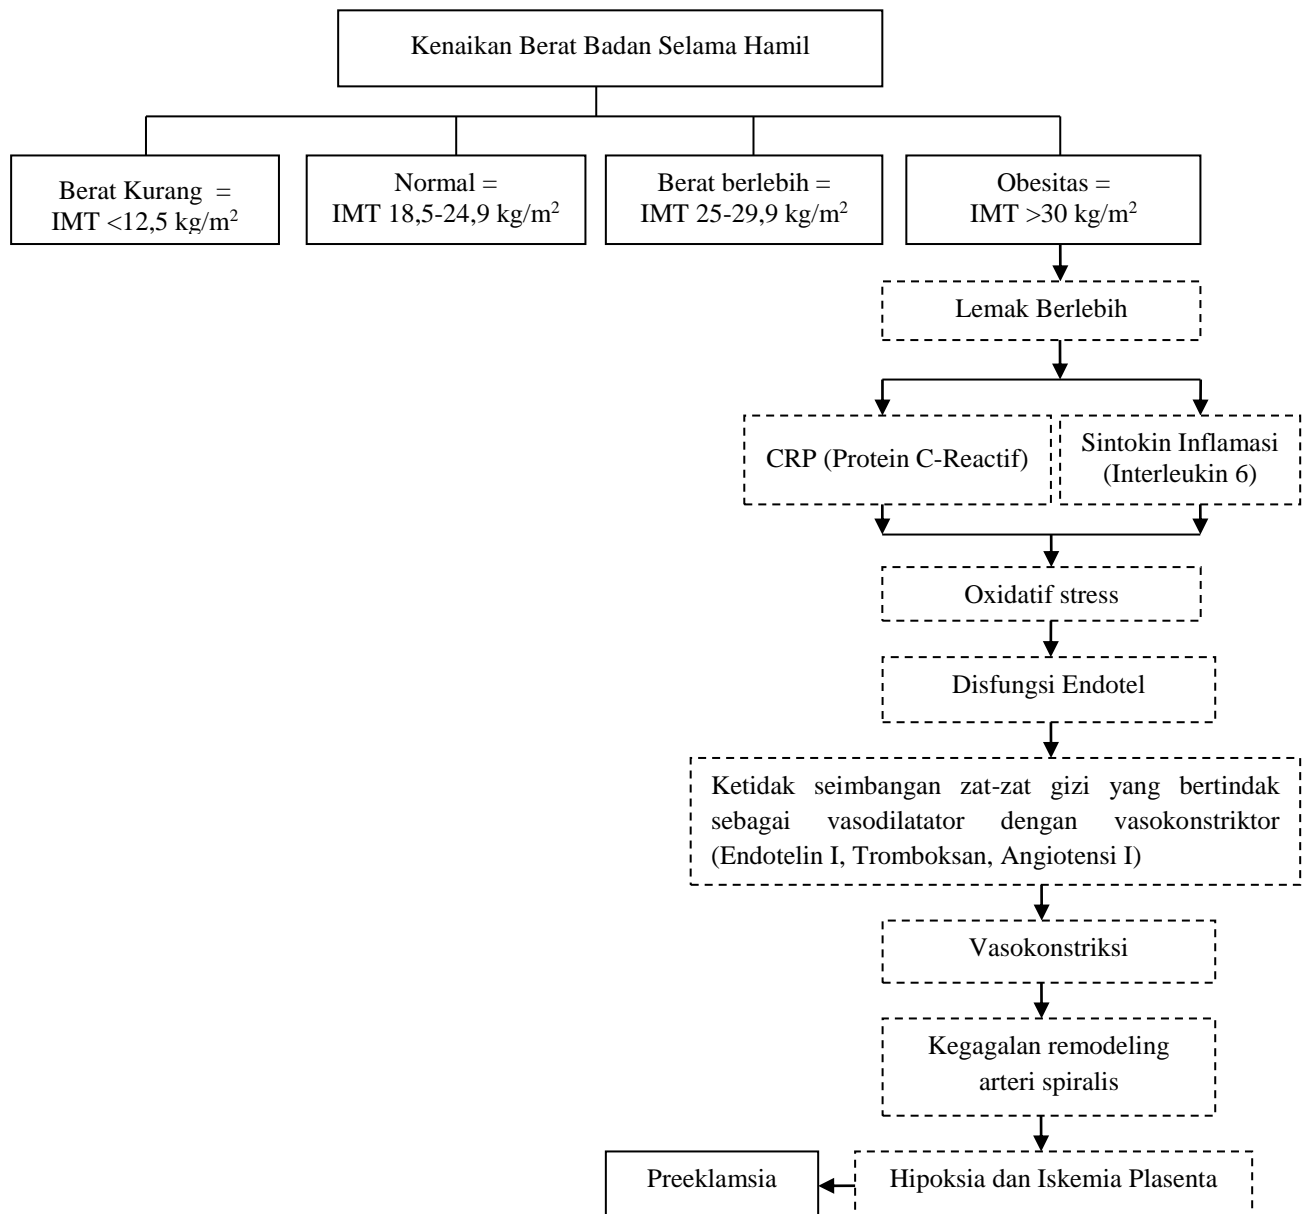 Kenaikan Berat Badan Selama Hamil
Berat Kurang =
IMT <12,5 kg/m²
Normal =
IMT 18,5-24,9 kg/m²
Berat berlebih =
IMT 25-29,9 kg/m²
Obesitas =
IMT >30 kg/m²
Lemak Berlebih
CRP (Protein C-Reactif)
Sintokin Inflamasi
(Interleukin 6)
Oxidatif stress
Disfungsi Endotel
Ketidak seimbangan zat-zat gizi yang bertindak
sebagai vasodilatator dengan vasokonstriktor
(Endotelin I, Tromboksan, Angiotensi I)
Vasokonstriksi
Kegagalan remodeling
arteri spiralis
Preeklamsia
Hipoksia dan Iskemia Plasenta